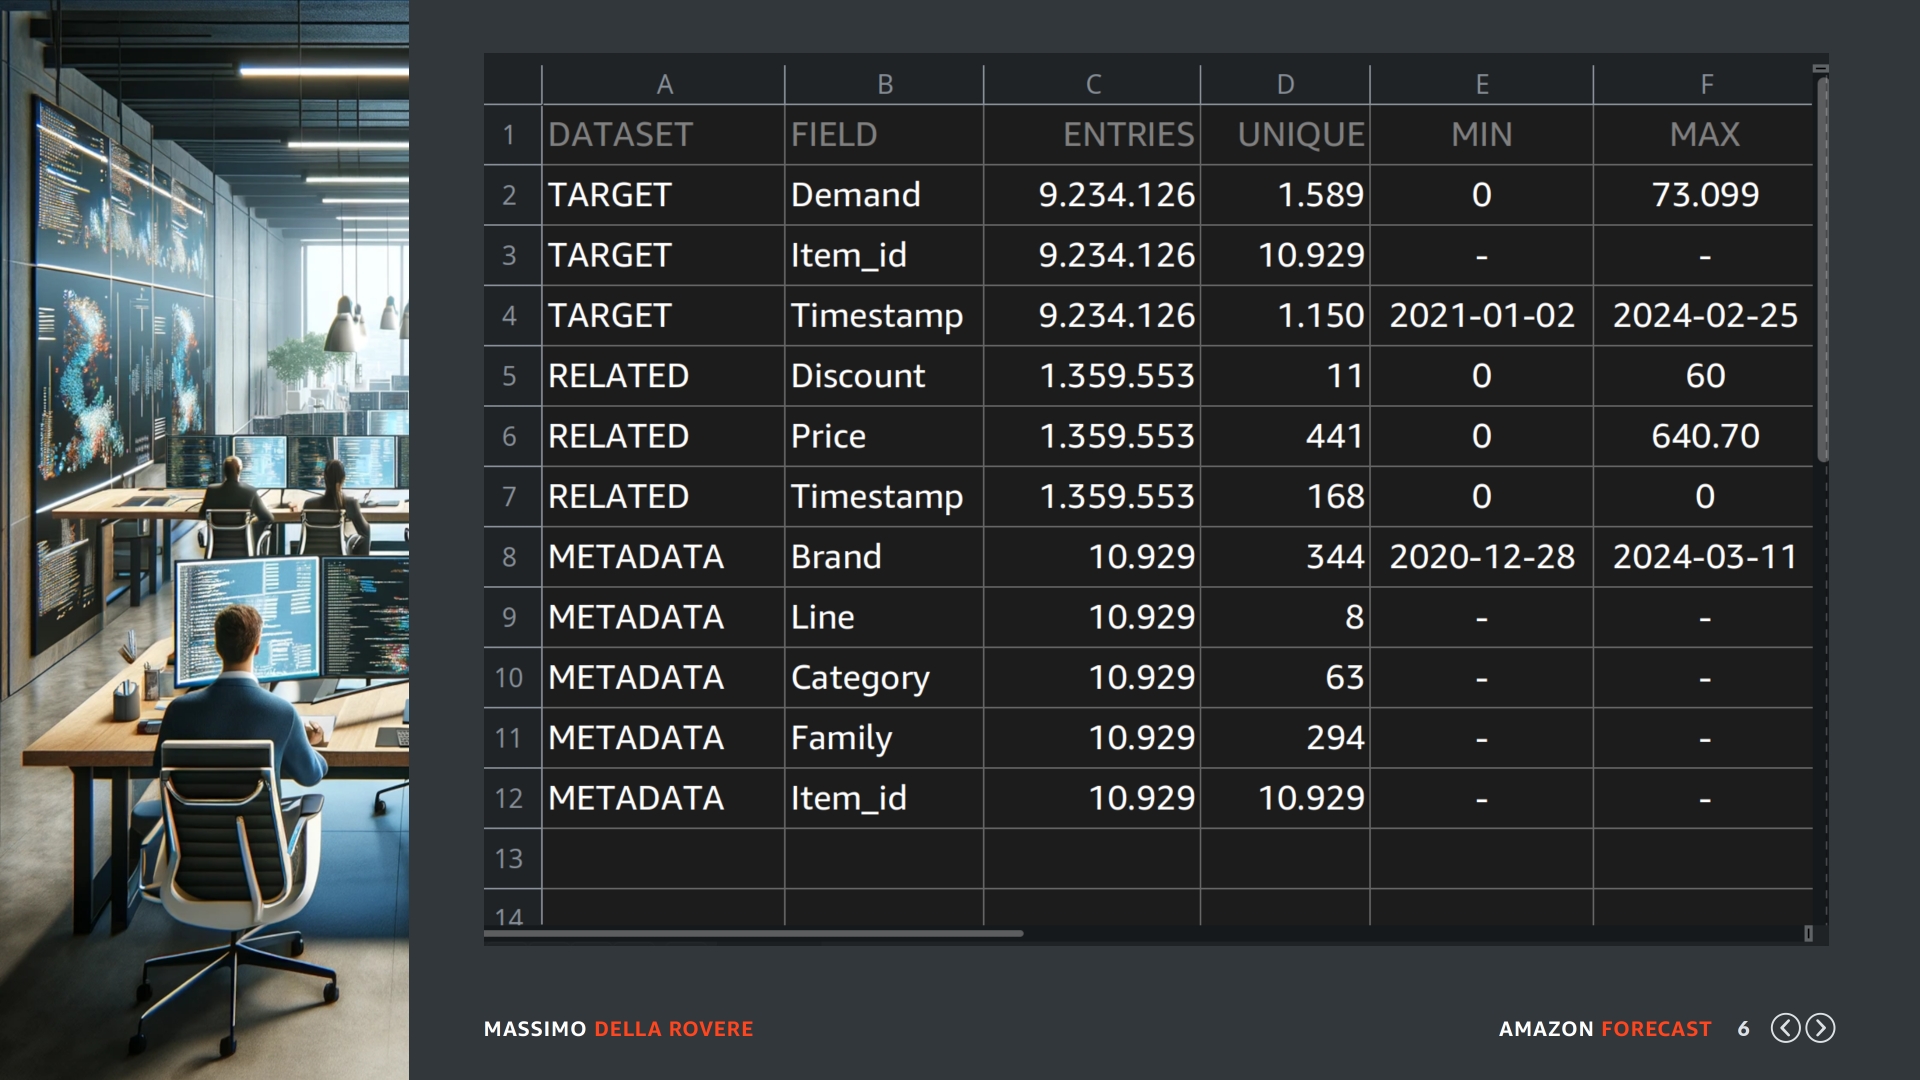 A B C D E F
1 DATASET FIELD ENTRIES UNIQUE MIN MAX
2 TARGET Demand 9.234.126 1.589 0 73.099
3 TARGET Item_id 9.234.126 10.929 - -
4 TARGET Timestamp 9.234.126 1.150 2021-01-02 2024-02-25
5 RELATED Discount 1.359.553 11 0 60
6 RELATED Price 1.359.553 441 0 640.70
7 RELATED Timestamp 1.359.553 168 0 0
8 METADATA Brand 10.929 344 2020-12-28 2024-03-11
9 METADATA Line 10.929 8 - -
10 METADATA Category 10.929 63 - -
11 METADATA Family 10.929 294 - -
12 METADATA Item_id 10.929 10.929 - -
13
14
MASSIMO DELLA ROVERE AMAZON FORECAST 6